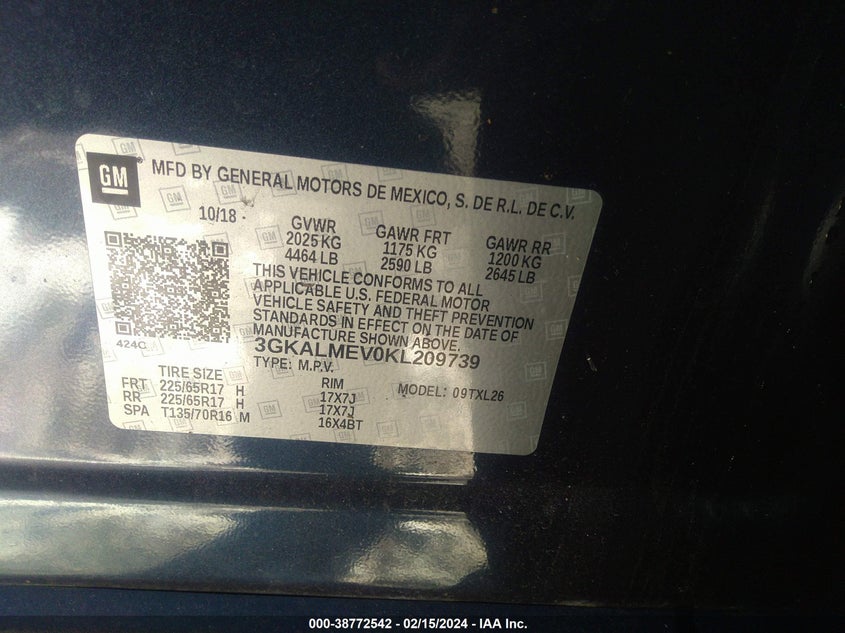 GM
MFD BY GENERAL MOTORS DE MEXICO, S. DE R.L. DE C.V.
10/18
GVWR GAWR FRT GAWR RR
2025 KG 1175 KG 1200 KG
4464 LB 2590 LB 2645 LB
THIS VEHICLE CONFORMS TO ALL
APPLICABLE U.S. FEDERAL MOTOR
VEHICLE SAFETY AND THEFT PREVENTION
STANDARDS IN EFFECT ON THE DATE OF
MANUFACTURE SHOWN ABOVE.
424C
3GKALMEV0KL209739
TYPE: M.P.V. MODEL: 09TXL26
TIRE SIZE RIM
FRT 225/65R17 H 17X7J
RR 225/65R17 H 17X7J
SPA T135/70R16 M 16X4BT
000-38772542 - 02/15/2024 - IAA Inc.